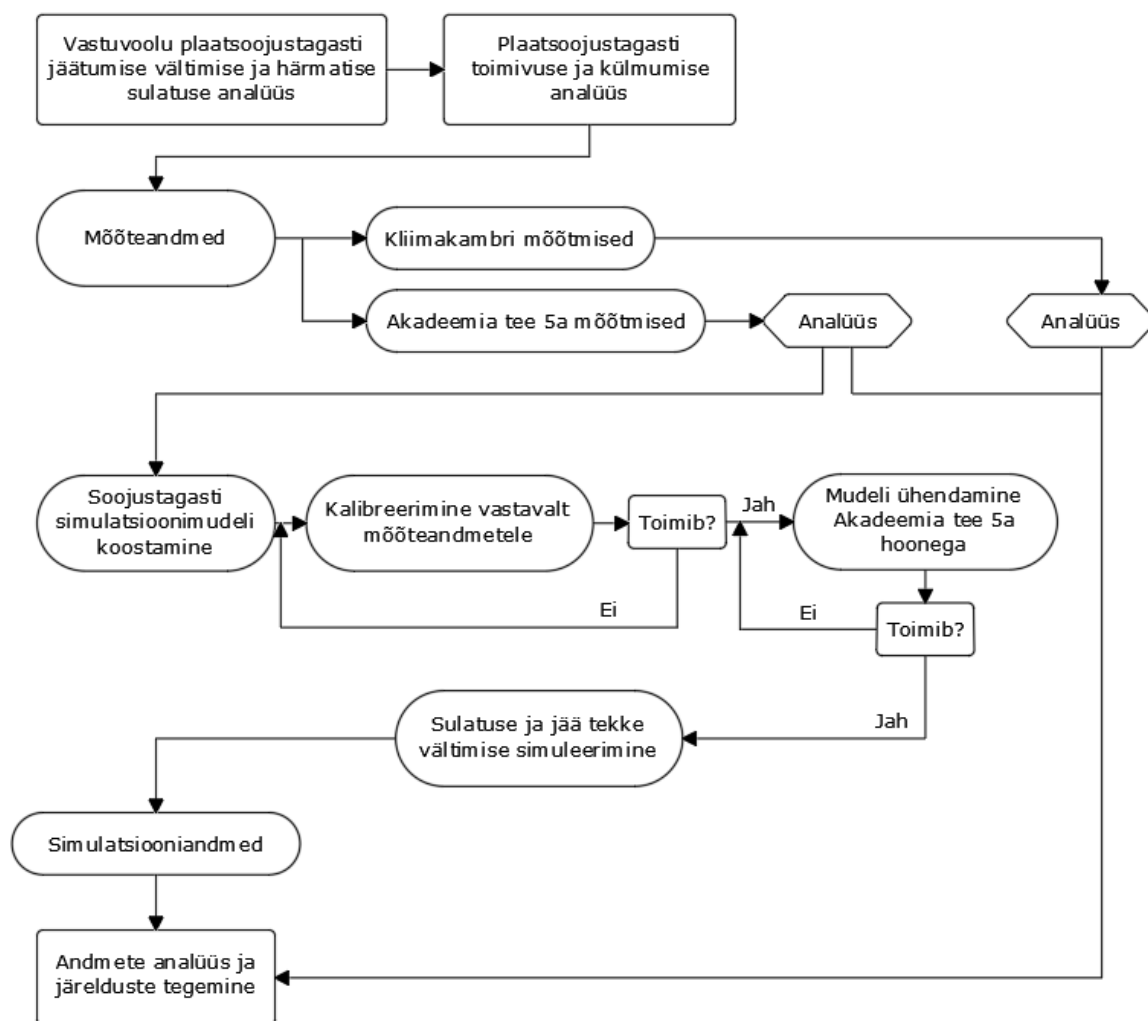 Vastuvoolu plaatsoojustagasti
jäätumise vältimise ja härmatise
sulatuse analüüs
Plaatsoojustagasti
toimivuse ja külmumise
analüüs
Mõõteandmed
Kliimakambri mõõtmised
Akadeemia tee 5a mõõtmised
Analüüs
Analüüs
Soojustagasti
simulatsioonimudeli
koostamine
Kalibreerimine vastavalt
mõõteandmetele
Toimib?
Jah
Mudeli ühendamine
Akadeemia tee 5a
hoonega
Ei
Ei
Toimib?
Jah
Sulatuse ja jää tekke
vältimise simuleerimine
Simulatsiooniandmed
Andmete analüüs ja
järelduste tegemine